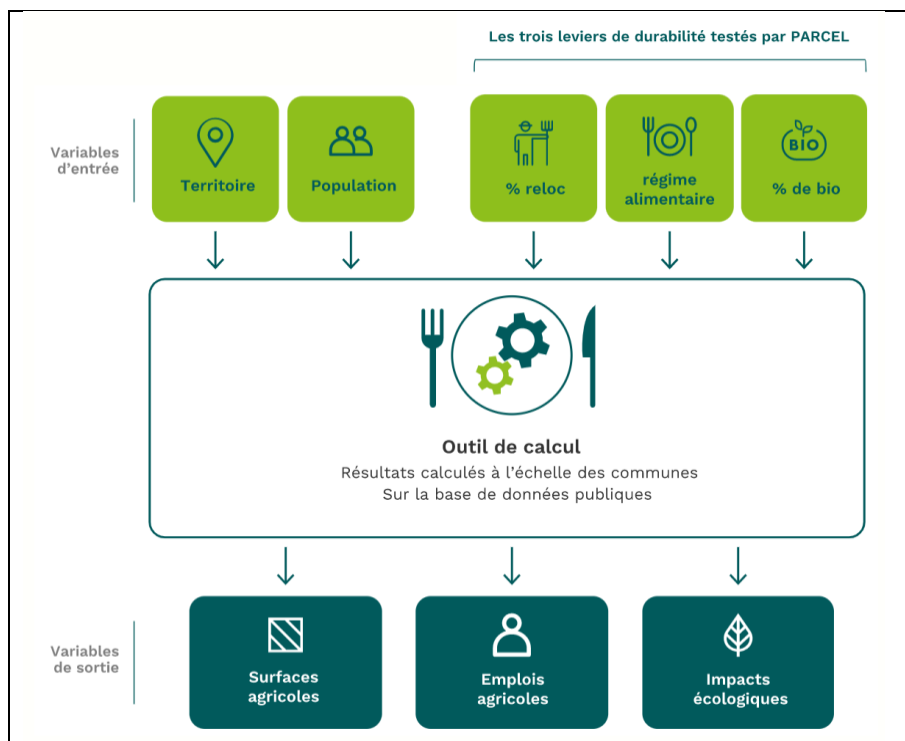 Les trois leviers de durabilité testés par PARCEL
Variables
d'entrée
Territoire
Population
% reloc
régime
alimentaire
BIO
% de bio
Outil de calcul
Résultats calculés à l'échelle des communes
Sur la base de données publiques
Variables
de sortie
Surfaces
agricoles
Emplois
agricoles
Impacts
écologiques